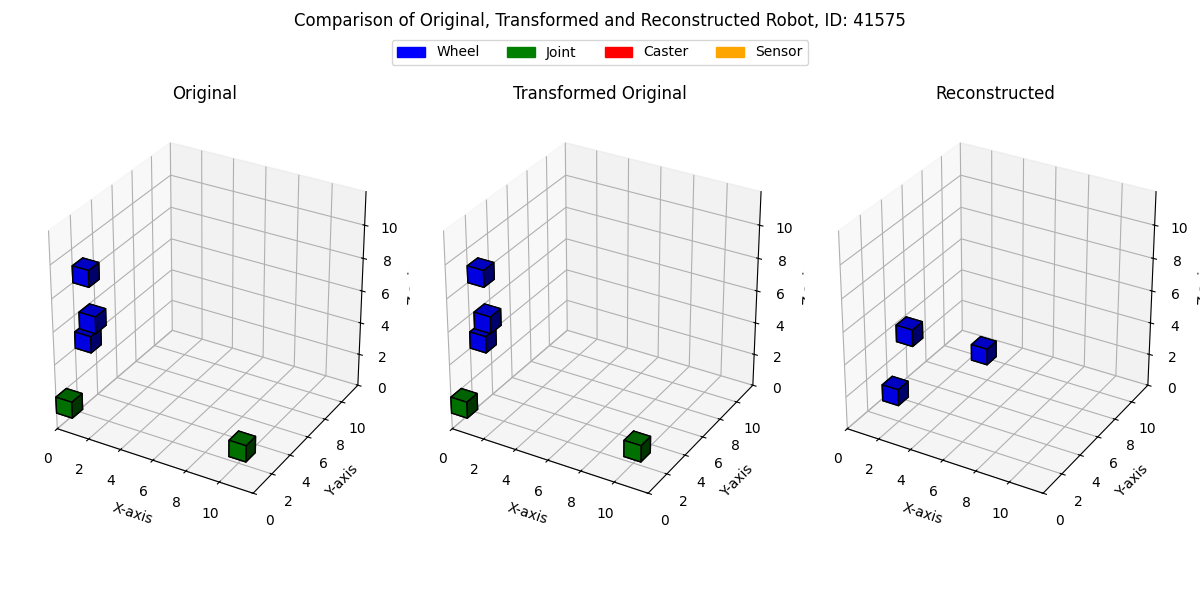 Comparison of Original, Transformed and Reconstructed Robot, ID: 41575
Wheel Joint Caster Sensor
Original Transformed Original Reconstructed
10 10 10
8 8 8
6 6 6
4 4 4
2 2 2
0 0 0
10 10 10
8 8 8
6 6 6
4 4 4
2 2 2
0 0 0
0 2 4 6 8 10 0 2 4 6 8 10 0 2 4 6 8 10
X-axis Y-axis X-axis Y-axis X-axis Y-axis